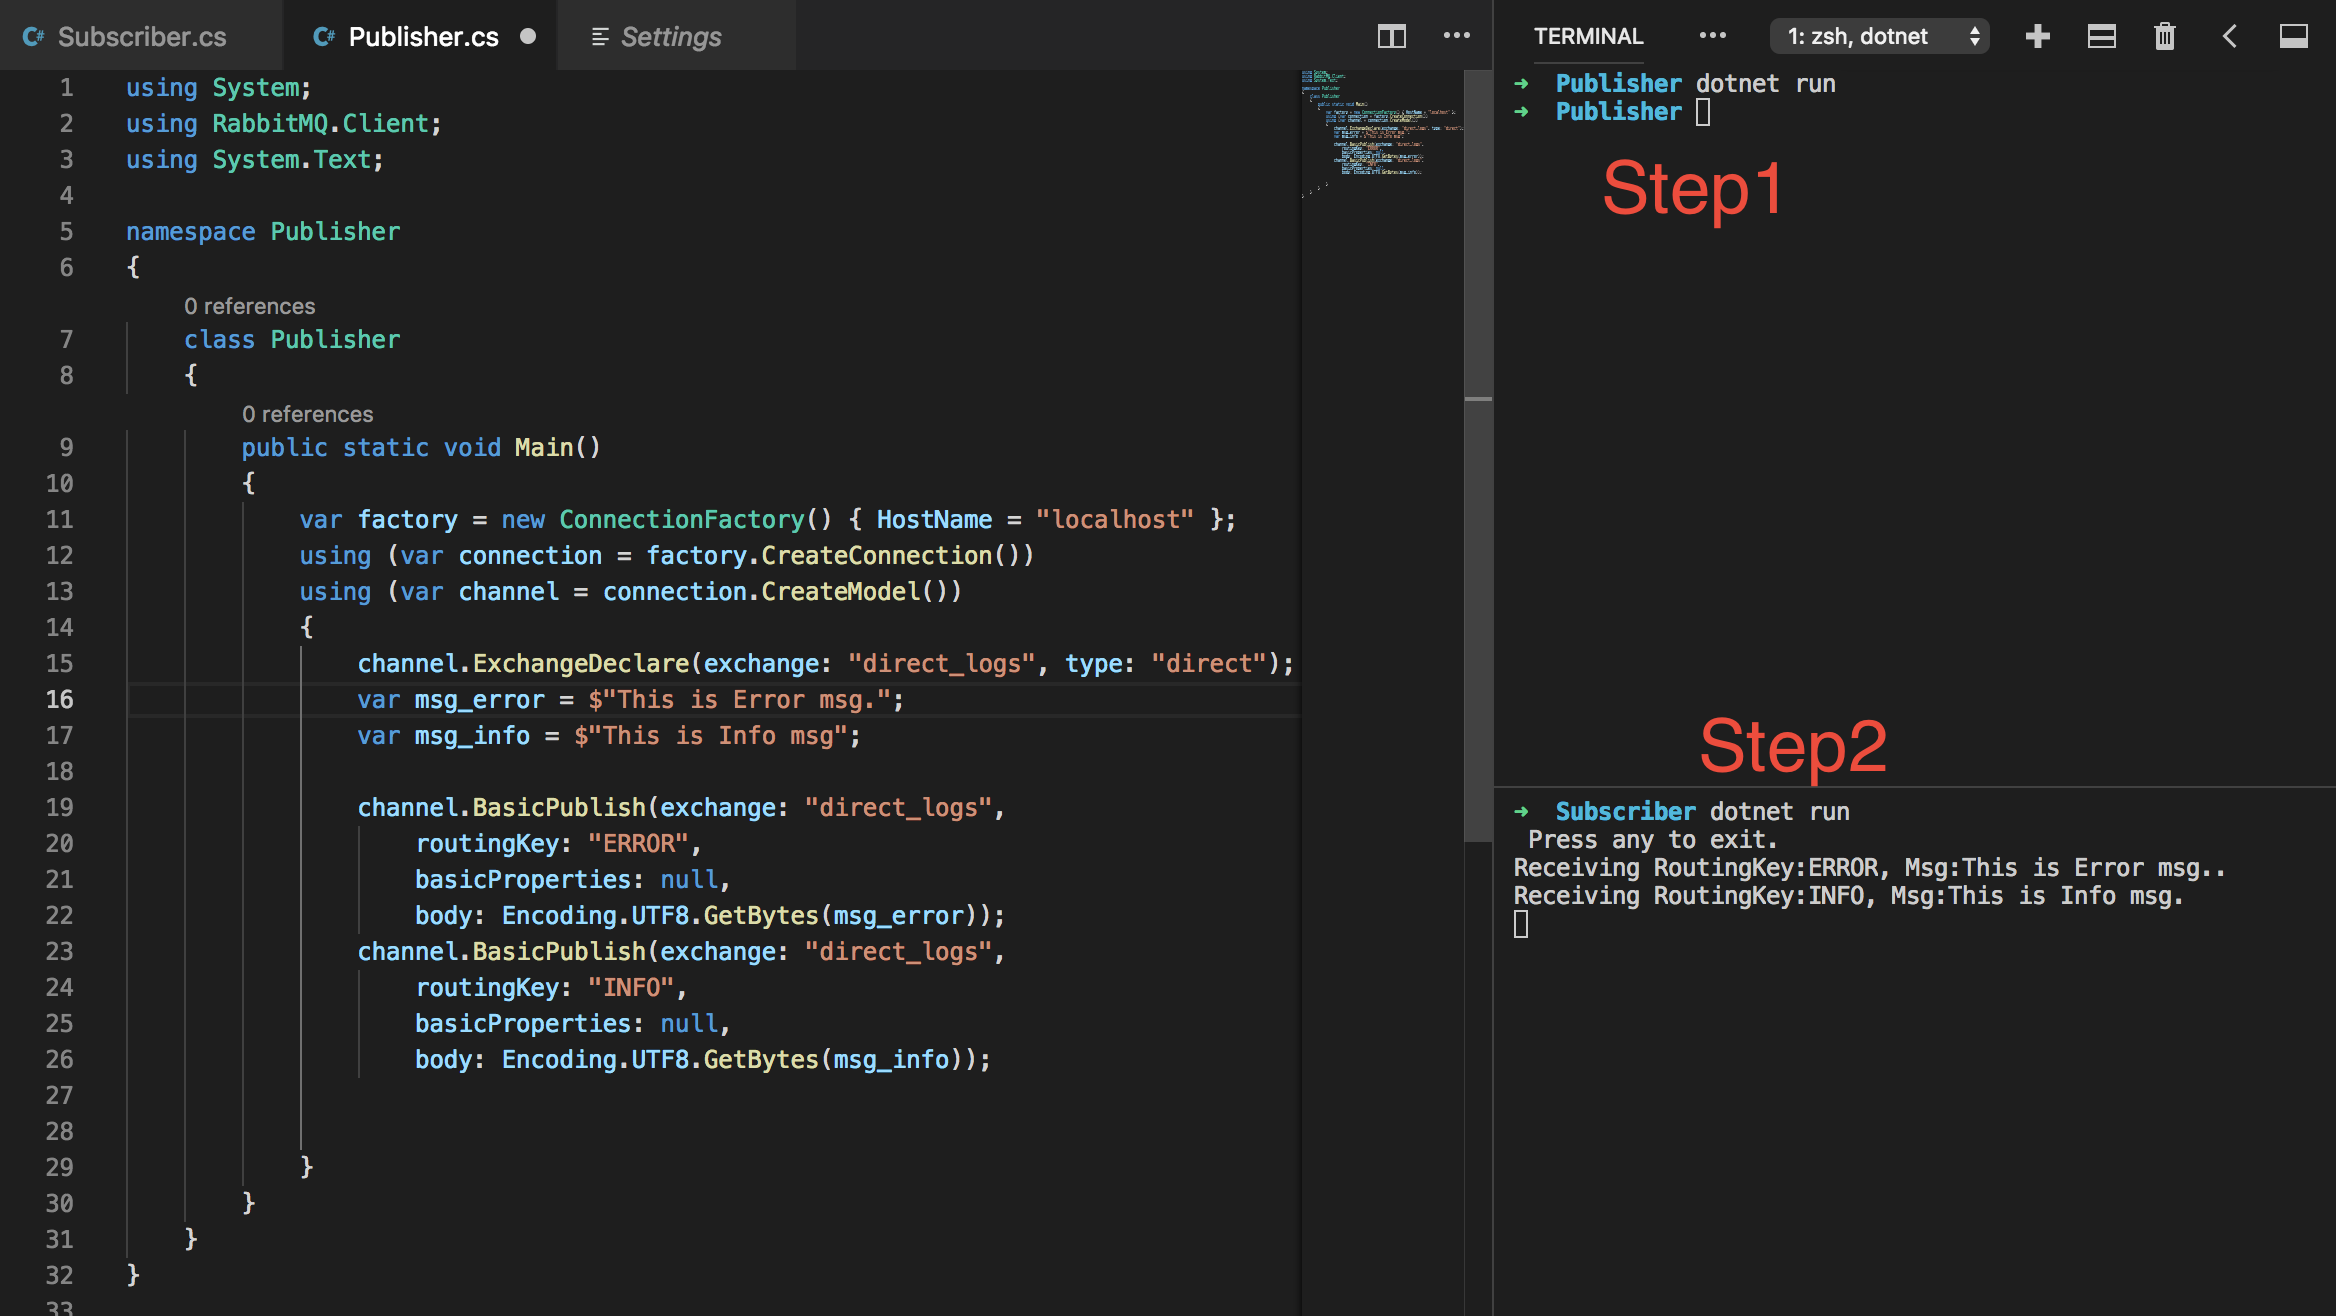 C# Subscriber.cs C# Publisher.cs Settings
1 using System;
2 using RabbitMQ.Client;
3 using System.Text;
4
5 namespace Publisher
6 {
0 references
7 class Publisher
8 {
0 references
9 public static void Main()
10 {
11 var factory = new ConnectionFactory() { HostName = "localhost" };
12 using (var connection = factory.CreateConnection())
13 using (var channel = connection.CreateModel())
14 {
15 channel.ExchangeDeclare(exchange: "direct_logs", type: "direct");
16 var msg_error = $"This is Error msg.";
17 var msg_info = $"This is Info msg";
18
19 channel.BasicPublish(exchange: "direct_logs",
20 routingKey: "ERROR",
21 basicProperties: null,
22 body: Encoding.UTF8.GetBytes(msg_error));
23 channel.BasicPublish(exchange: "direct_logs",
24 routingKey: "INFO",
25 basicProperties: null,
26 body: Encoding.UTF8.GetBytes(msg_info));
27
28
29 }
30 }
31 }
32 }
33
TERMINAL ••• 1: zsh, dotnet
➜ Publisher dotnet run
➜ Publisher
Step1
Step2
➜ Subscriber dotnet run
Press any to exit.
Receiving RoutingKey:ERROR, Msg:This is Error msg..
Receiving RoutingKey:INFO, Msg:This is Info msg.